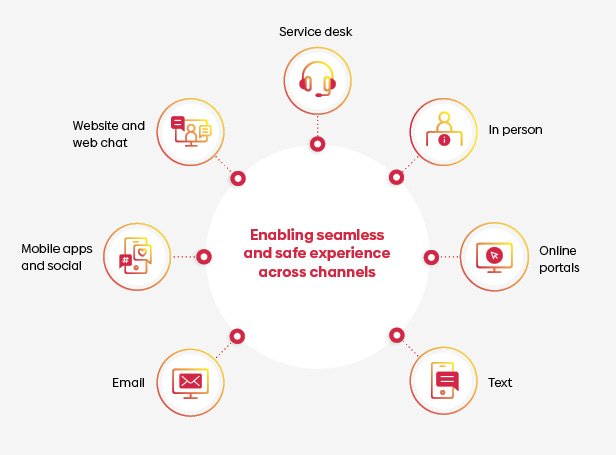 Service desk
Website and
web chat
In person
Enabling seamless
and safe experience
across channels
Mobile apps
and social
Online
portals
Email
Text